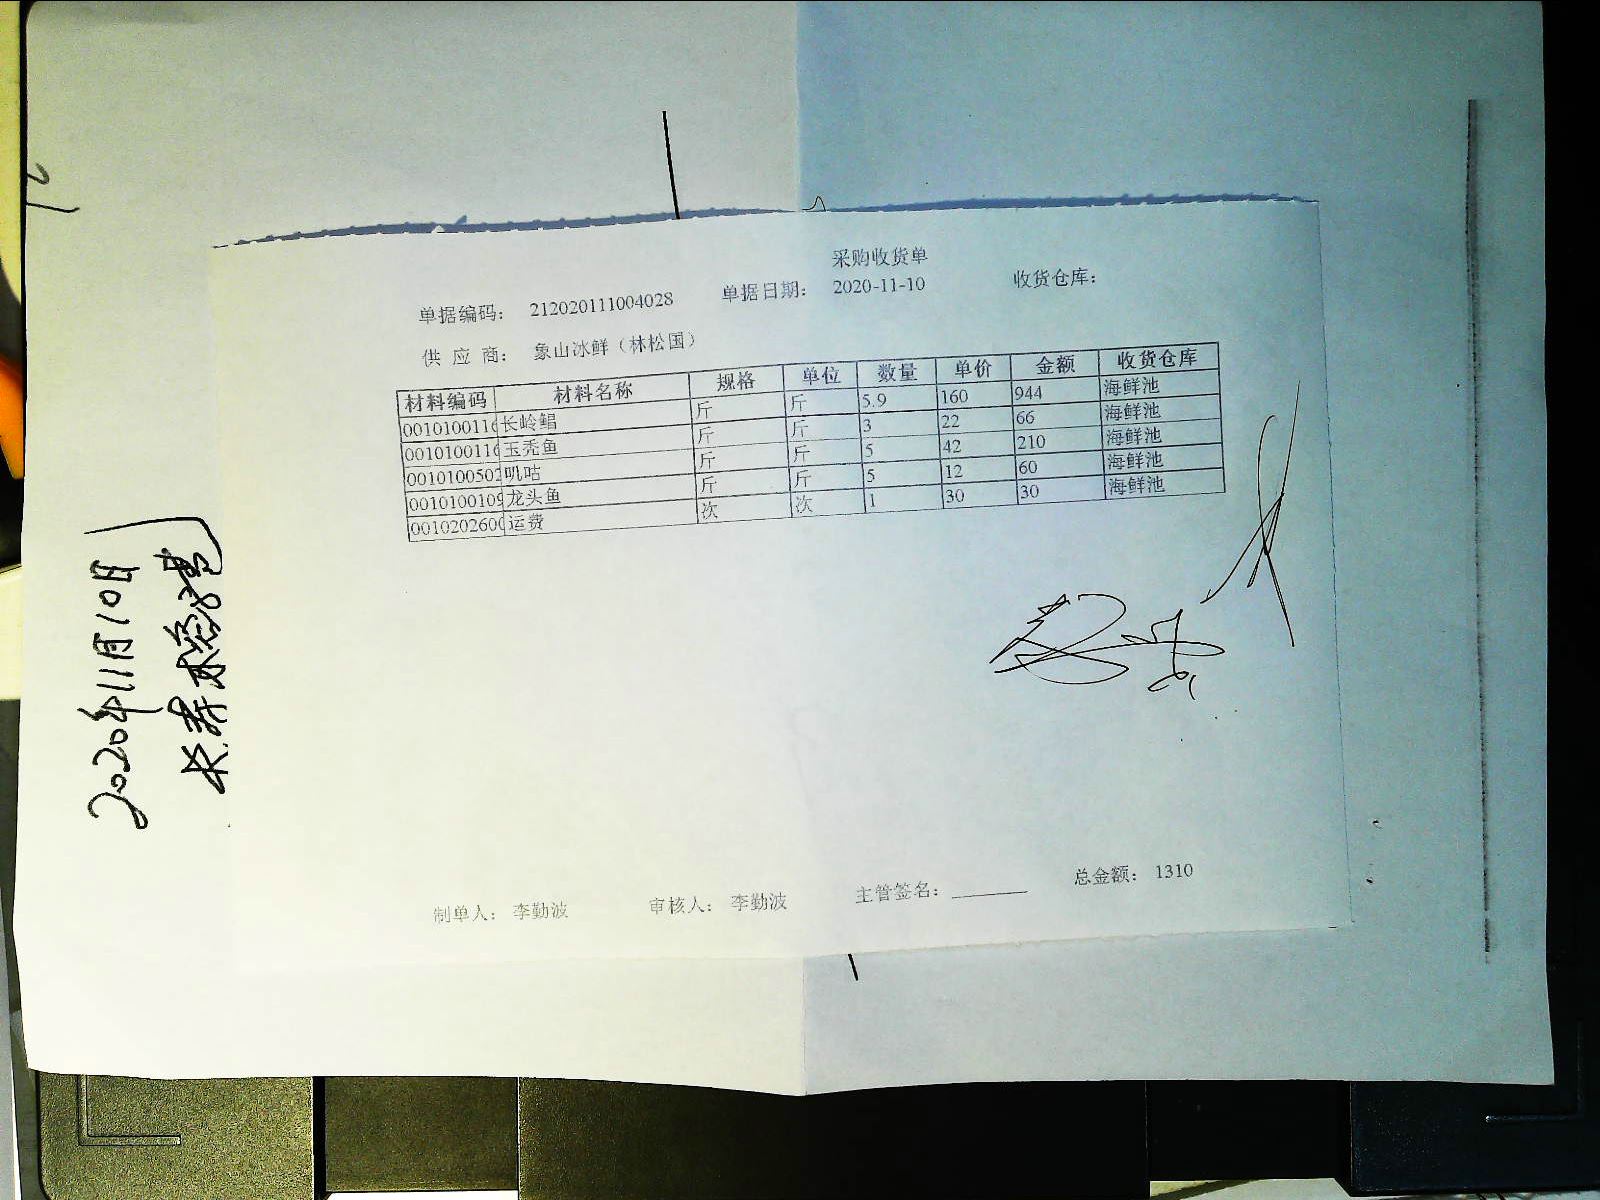 采购收货单
单据编码： 212020111004028 单据日期： 2020-11-10 收货仓库：
供 应 商： 象山冰鲜（林松国）
材料编码 材料名称 规格 单位 数量 单价 金额 收货仓库
001010011 长岭鲳 斤 斤 5.9 160 944 海鲜池
001010011 玉秃鱼 斤 斤 3 22 66 海鲜池
001010050 叽咕 斤 斤 5 42 210 海鲜池
001010010 龙头鱼 斤 斤 5 12 60 海鲜池
001020260 运费 次 次 1 30 30 海鲜池
制单人： 李勤波 审核人： 李勤波 主管签名： 总金额： 1310
2020年11月10日